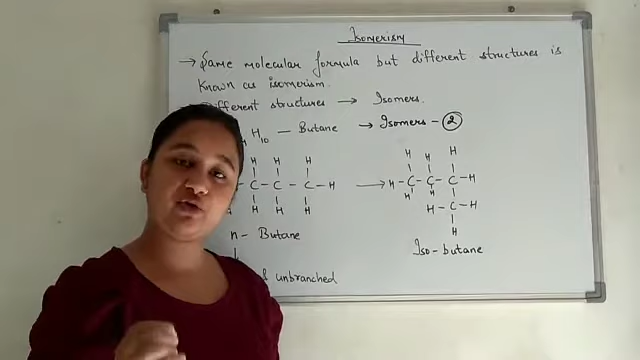 Isomerism
→ Same molecular formula but different structures is
known as isomerism.
different structures → Isomers.
H10 — Butane → Isomers - 2
H H H
- C - C - C - H
H H H
n - Butane
& unbranched
→
H H H
H - C - C - C - H
H H
H - C - H
H
Iso - butane